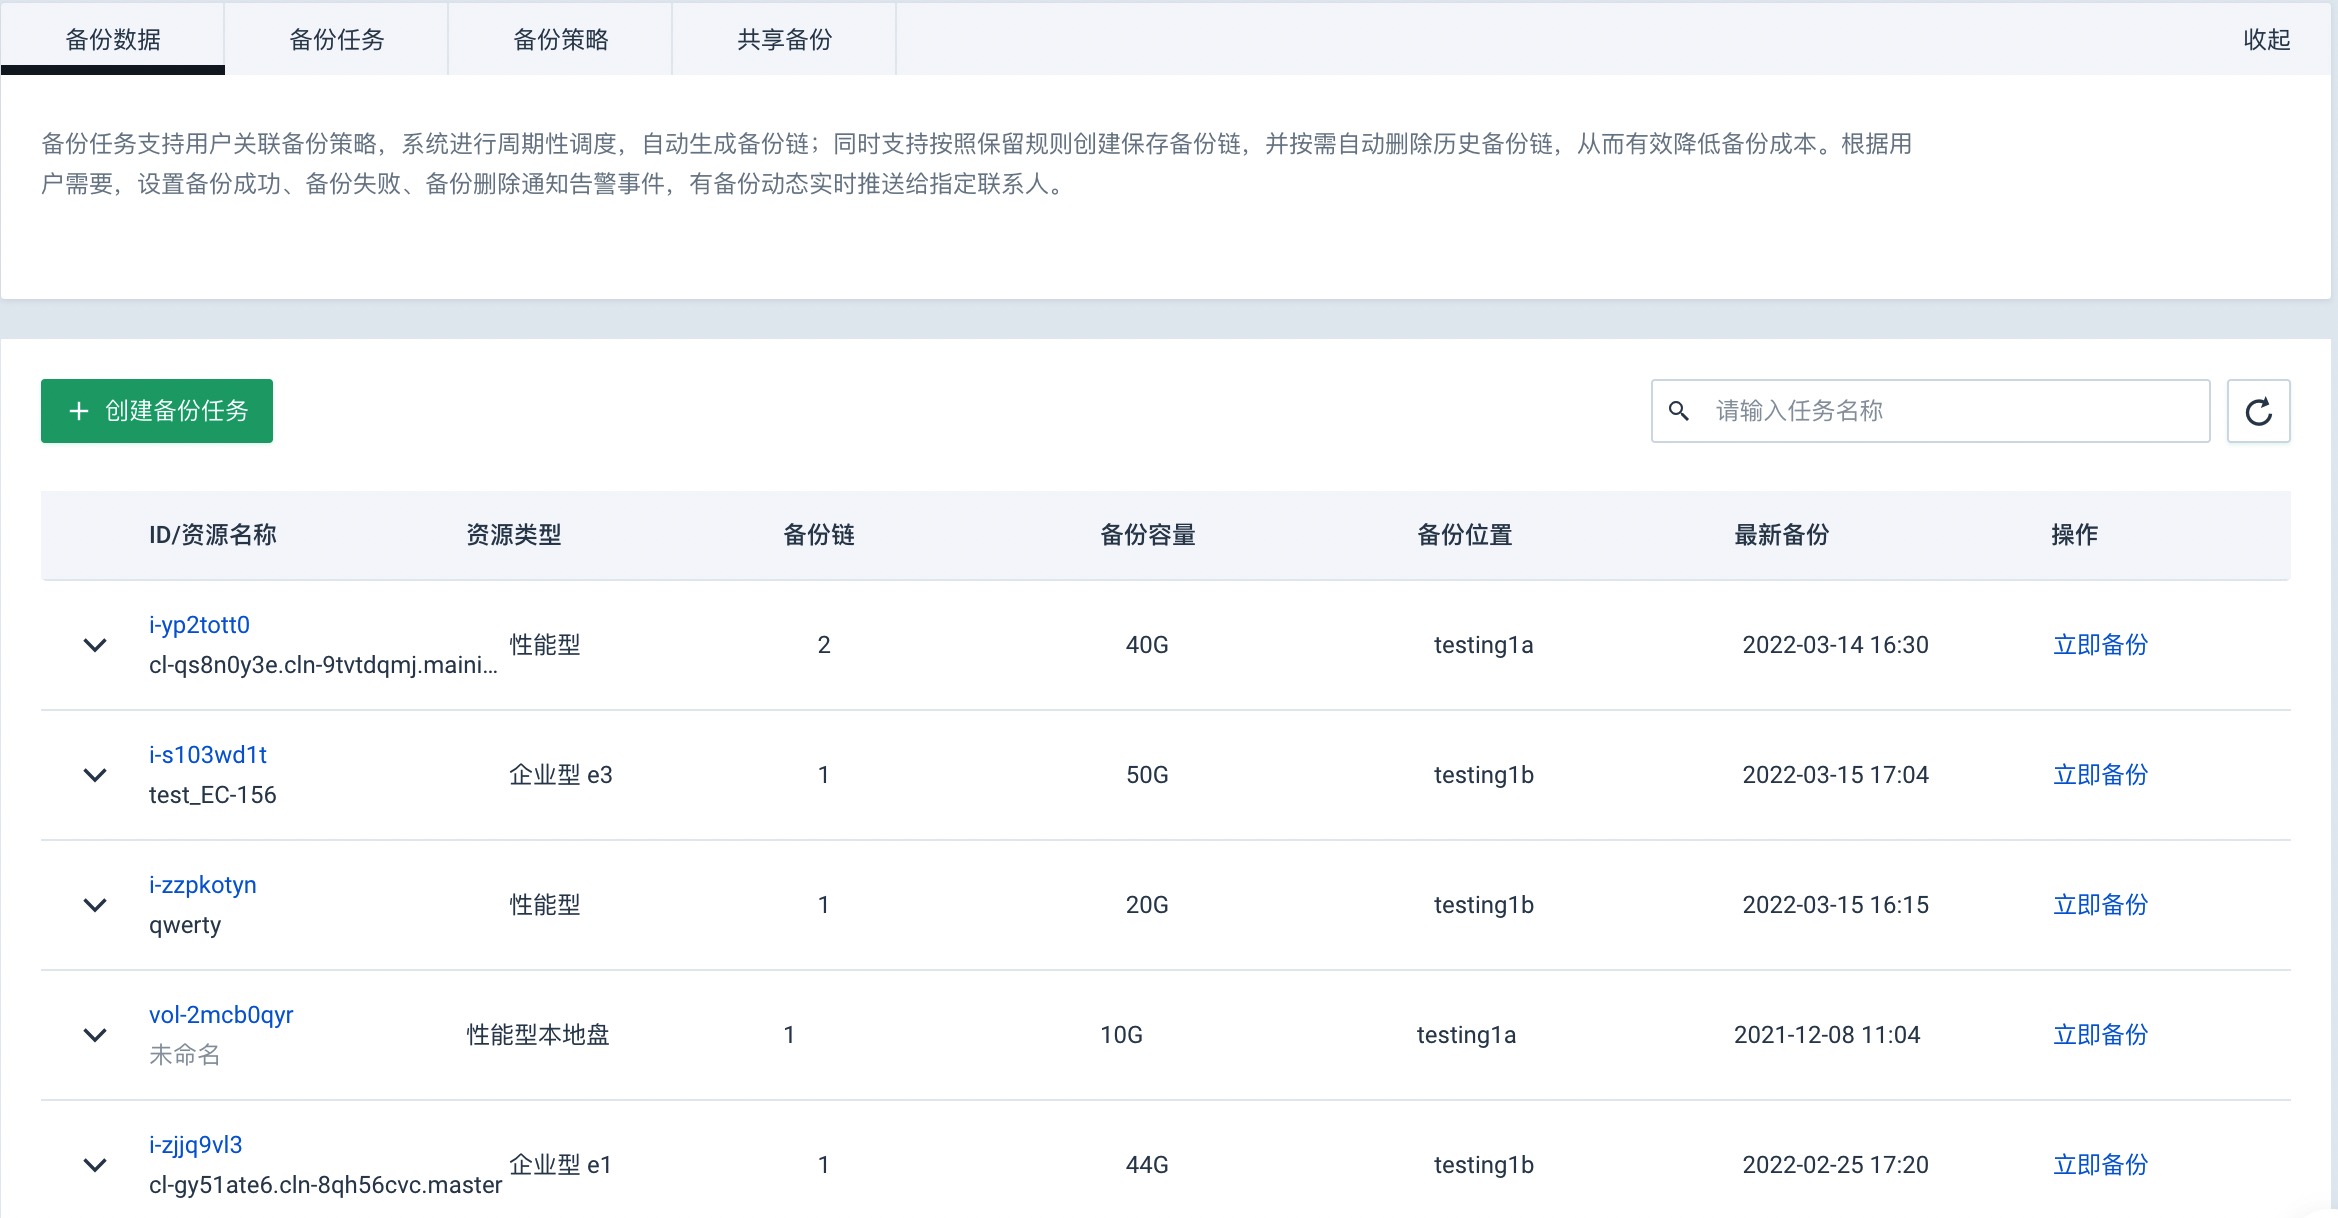 备份数据 备份任务 备份策略 共享备份 收起
备份任务支持用户关联备份策略，系统进行周期性调度，自动生成备份链；同时支持按照保留规则创建保存备份链，并按需自动删除历史备份链，从而有效降低备份成本。根据用
户需要，设置备份成功、备份失败、备份删除通知告警事件，有备份动态实时推送给指定联系人。
+ 创建备份任务 请输入任务名称
ID/资源名称 资源类型 备份链 备份容量 备份位置 最新备份 操作
i-yp2tott0
cl-qs8n0y3e.cln-9tvtdqmj.maini... 性能型 2 40G testing1a 2022-03-14 16:30 立即备份
i-s103wd1t
test_EC-156 企业型 e3 1 50G testing1b 2022-03-15 17:04 立即备份
i-zzpkotyn
qwerty 性能型 1 20G testing1b 2022-03-15 16:15 立即备份
vol-2mcb0qyr
未命名 性能型本地盘 1 10G testing1a 2021-12-08 11:04 立即备份
i-zjjq9vl3
cl-gy51ate6.cln-8qh56cvc.master 企业型 e1 1 44G testing1b 2022-02-25 17:20 立即备份